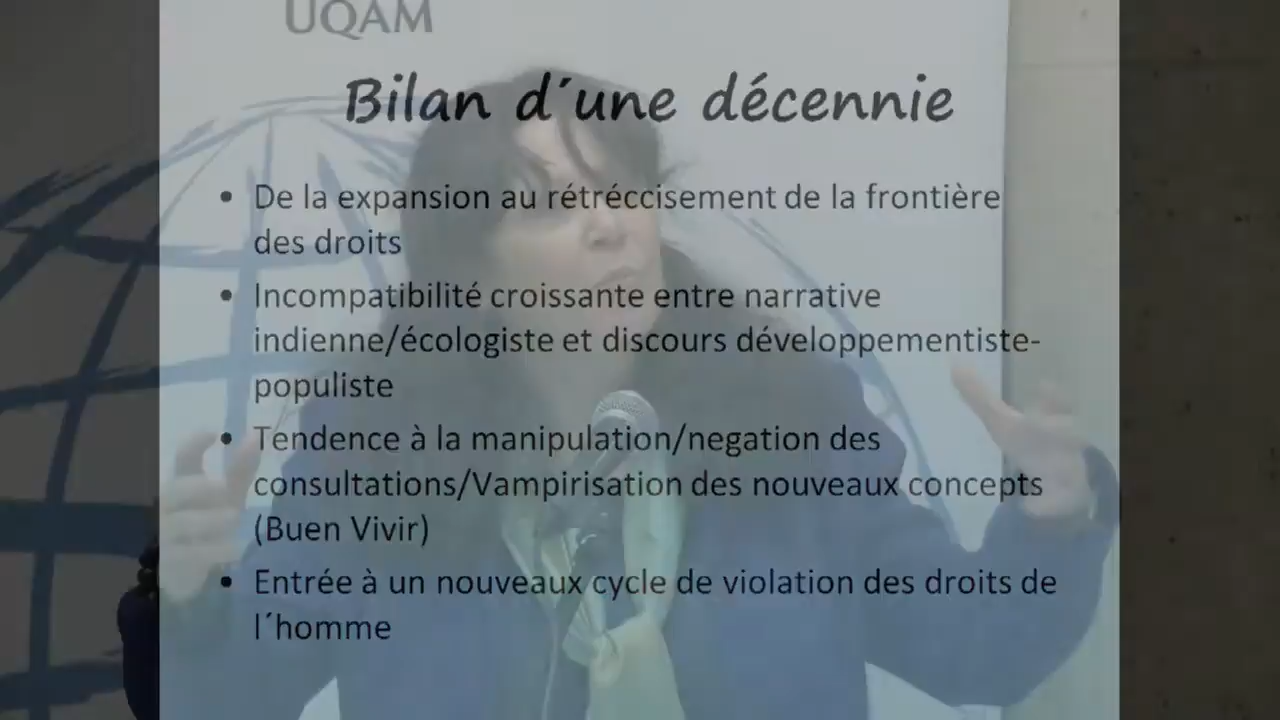 UQAM
Bilan d´une décennie
• De la expansion au rétréccisement de la frontière
des droits
• Incompatibilité croissante entre narrative
indienne/écologiste et discours développementiste-
populiste
• Tendence à la manipulation/negation des
consultations/Vampirisation des nouveaux concepts
(Buen Vivir)
• Entrée à un nouveaux cycle de violation des droits de
l´homme